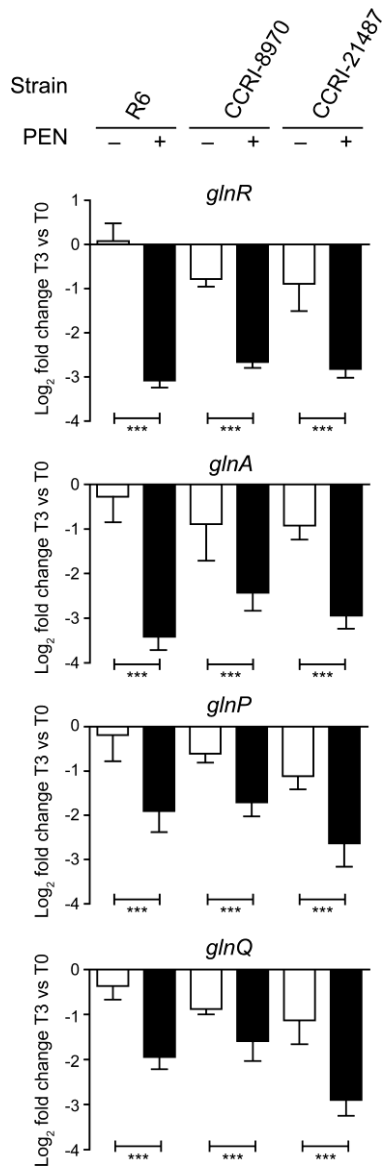 Strain R6 CCRI-8970 CCRI-21487
PEN – + – + – +
glnR
Log2 fold change T3 vs T0
1
0
-1
-2
-3
-4
*** *** ***
glnA
Log2 fold change T3 vs T0
0
-1
-2
-3
-4
*** *** ***
glnP
Log2 fold change T3 vs T0
0
-1
-2
-3
-4
*** *** ***
glnQ
Log2 fold change T3 vs T0
0
-1
-2
-3
-4
*** *** ***